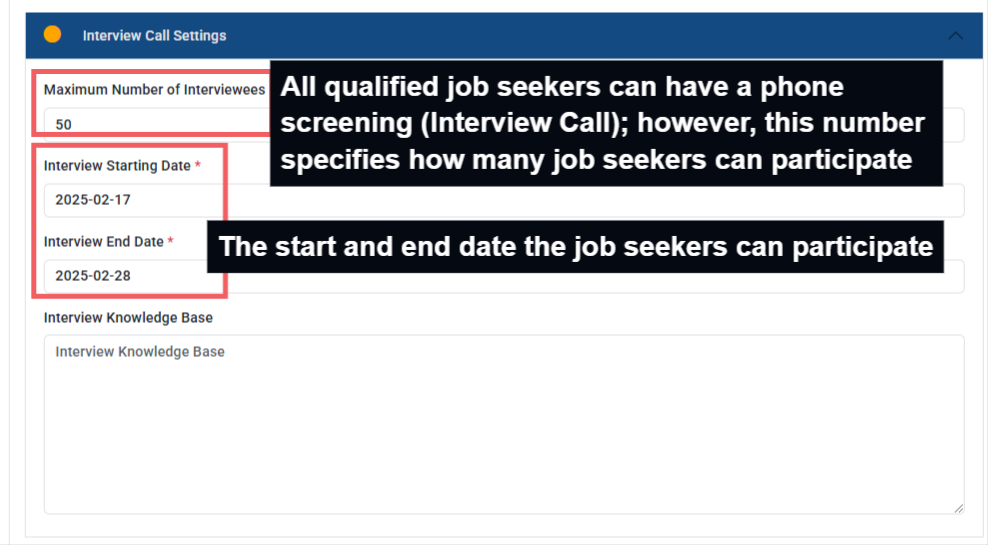 Interview Call Settings
Maximum Number of Interviewees
50
All qualified job seekers can have a phone
screening (Interview Call); however, this number
specifies how many job seekers can participate
Interview Starting Date *
2025-02-17
Interview End Date *
The start and end date the job seekers can participate
2025-02-28
Interview Knowledge Base
Interview Knowledge Base